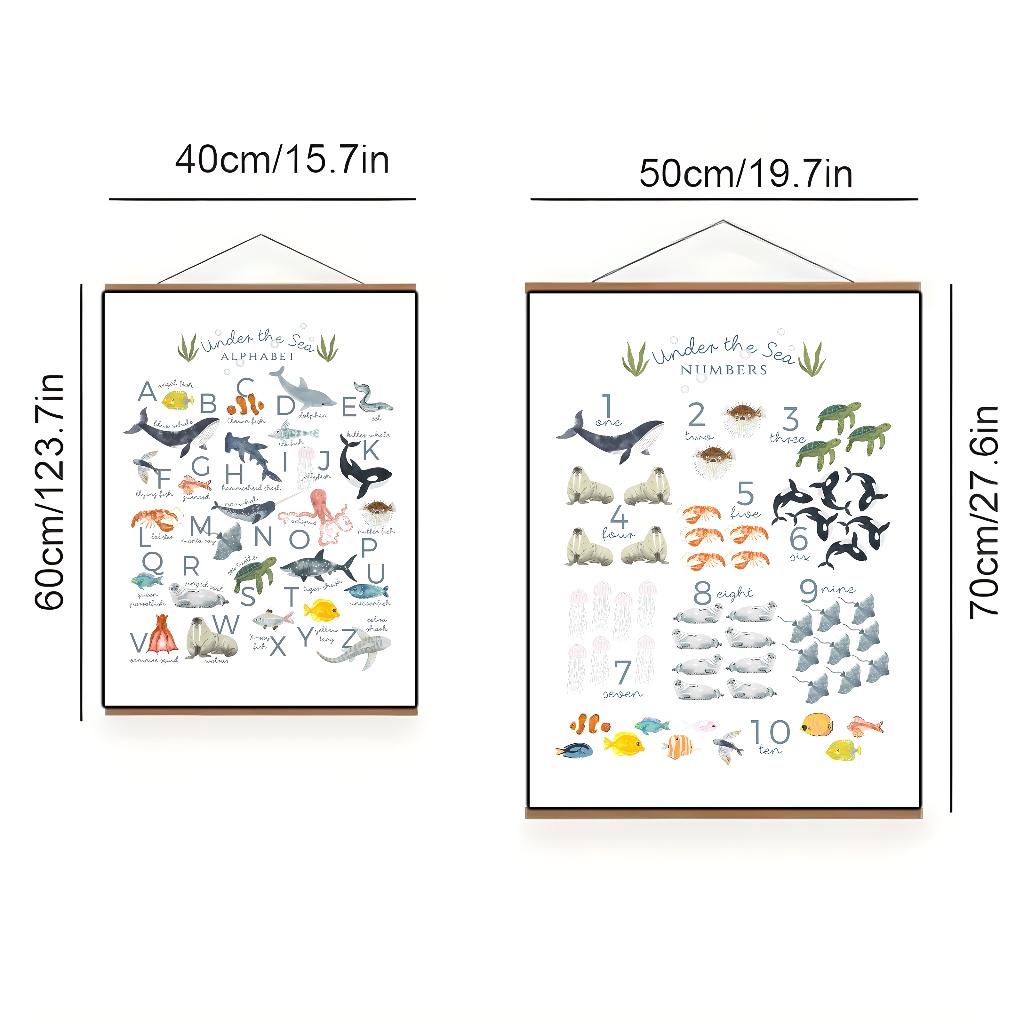 40cm/15.7in
50cm/19.7in
60cm/123.7in
70cm/27.6in
Under the Sea
ALPHABET
A angel fish
B
C
clown fish
D
dolphin
E
eel
blue whale
F
flying fish
G
gurnard
H
hammerhead shark
I
J
jellyfish
K
killer whale
L
lobster
M
manta ray
N
narwhale
O
octopus
P
puffer fish
Q
queen
parrotfish
R
ringed seal
S
sea turtle
T
tiger shark
U
unicornfish
V
vampire squid
W
walrus
X
x-ray
fish
Y
yellow
tang
Z
zebra
shark
Under the Sea
NUMBERS
1
one
2
two
3
three
4
four
5
five
6
six
7
seven
8 eight
9 nine
10
ten